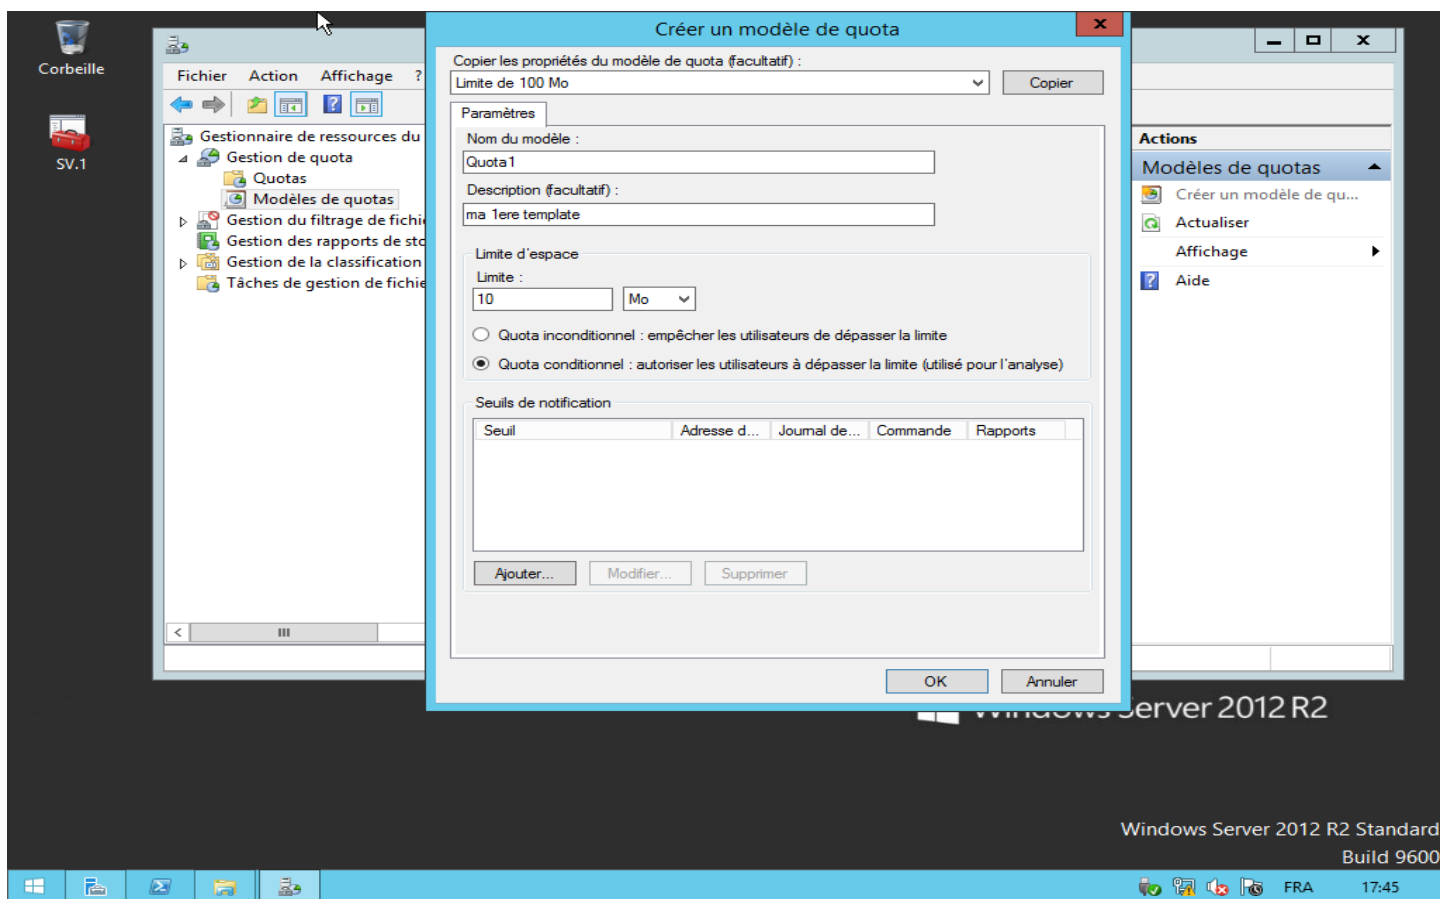 Corbeille
SV.1
Fichier Action Affichage ?
Gestionnaire de ressources du
Gestion de quota
Quotas
Modèles de quotas
Gestion du filtrage de fichi
Gestion des rapports de sto
Gestion de la classification
Tâches de gestion de fichie
Créer un modèle de quota
Copier les propriétés du modèle de quota (facultatif) :
Limite de 100 Mo
Copier
Paramètres
Nom du modèle :
Quota1
Description (facultatif) :
ma 1ere template
Limite d'espace
Limite :
10 Mo
Quota inconditionnel : empêcher les utilisateurs de dépasser la limite
Quota conditionnel : autoriser les utilisateurs à dépasser la limite (utilisé pour l'analyse)
Seuils de notification
Seuil Adresse d... Journal de... Commande Rapports
Ajouter... Modifier... Supprimer
OK Annuler
Actions
Modèles de quotas
Créer un modèle de qu...
Actualiser
Affichage
Aide
Windows Server 2012 R2
Windows Server 2012 R2 Standard
Build 9600
FRA 17:45